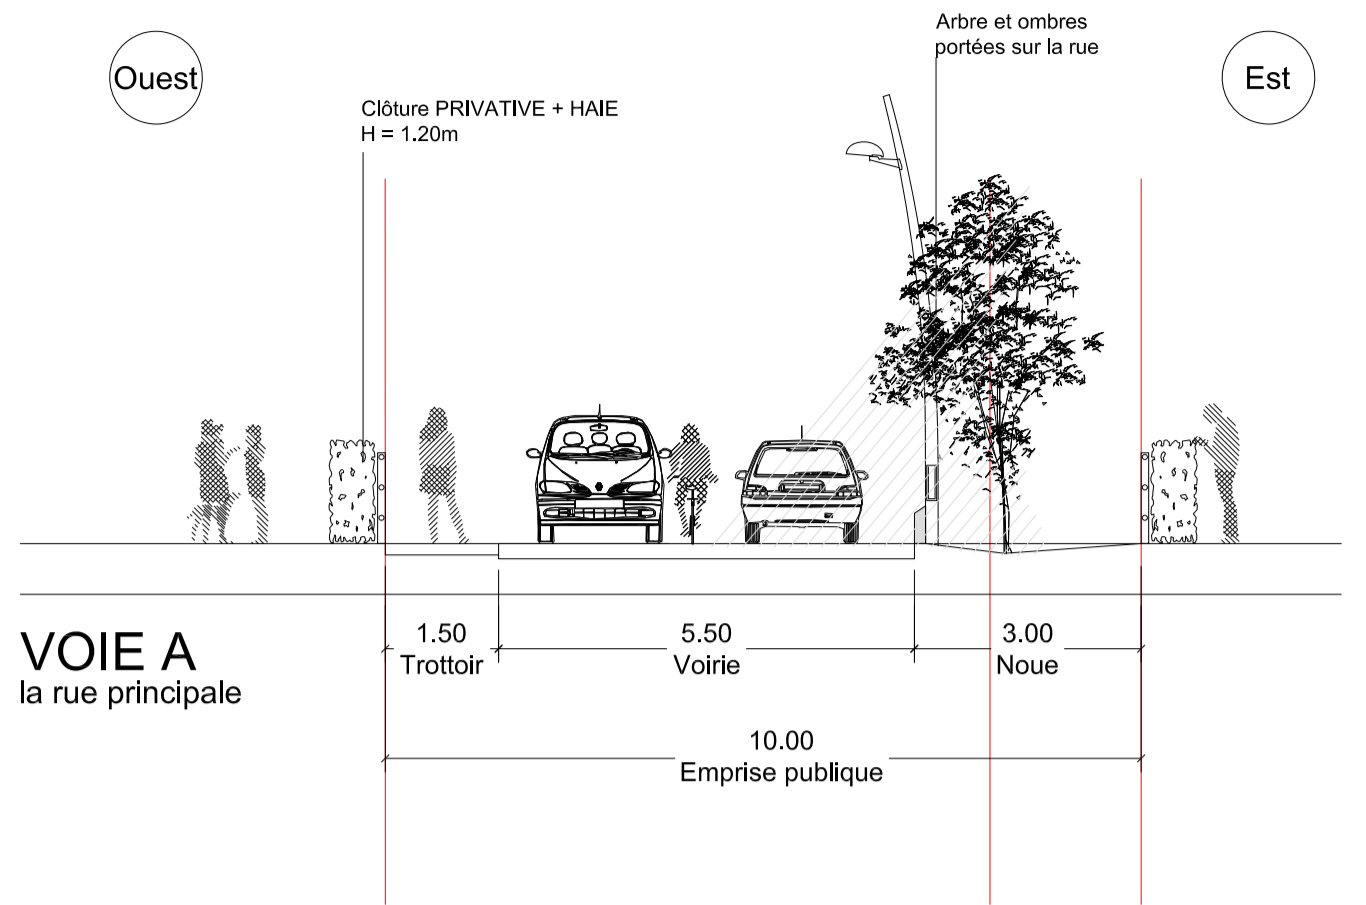 Arbre et ombres
portées sur la rue
Ouest
Est
Clôture PRIVATIVE + HAIE
H = 1.20m
VOIE A
la rue principale
1.50
Trottoir
5.50
Voirie
3.00
Noue
10.00
Emprise publique